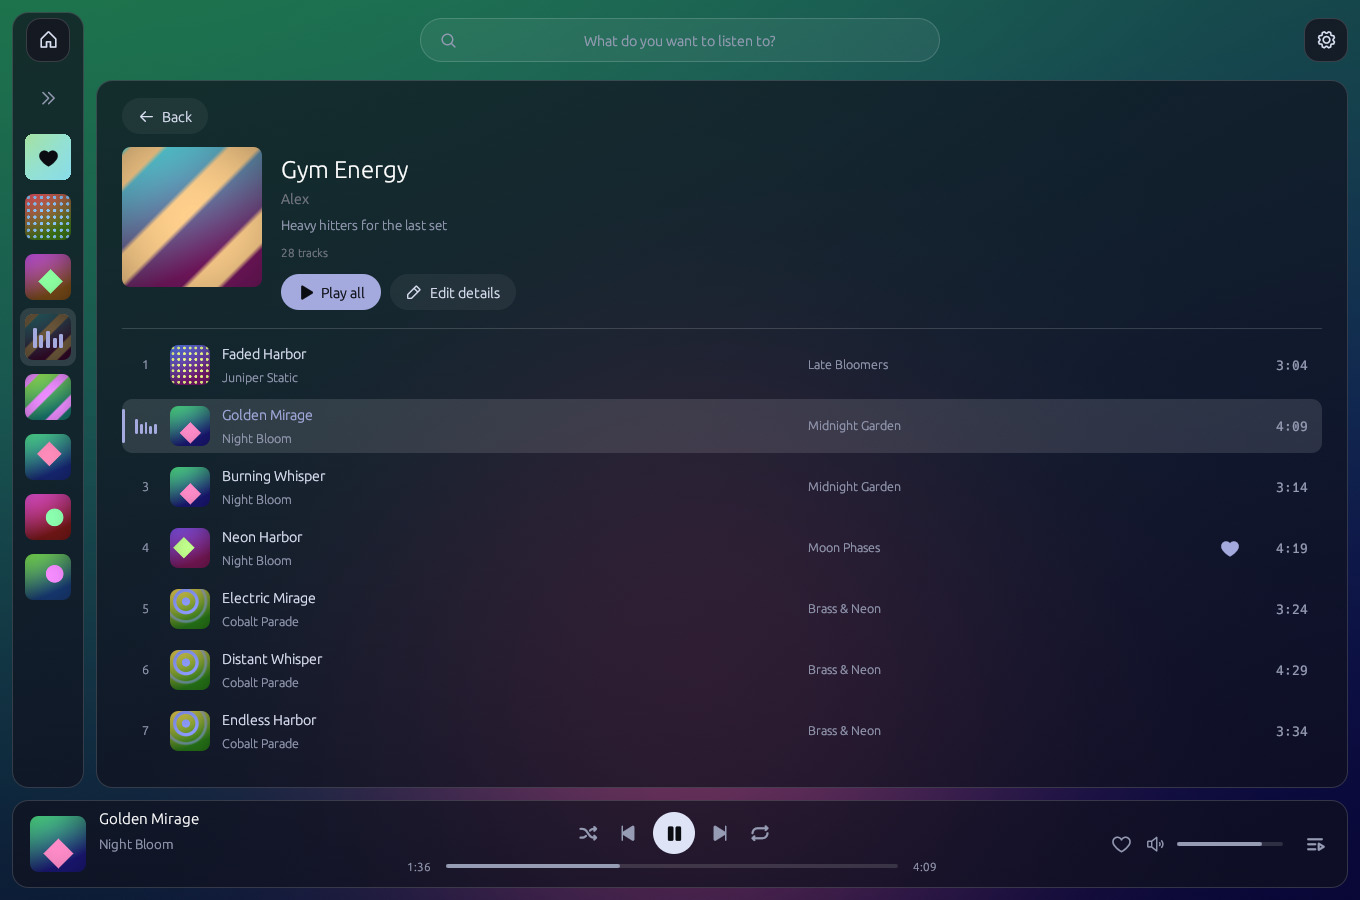 What do you want to listen to?
Back
Gym Energy
Alex
Heavy hitters for the last set
28 tracks
Play all
Edit details
1
Faded Harbor
Juniper Static
Late Bloomers
3:04
Golden Mirage
Night Bloom
Midnight Garden
4:09
3
Burning Whisper
Night Bloom
Midnight Garden
3:14
4
Neon Harbor
Night Bloom
Moon Phases
4:19
5
Electric Mirage
Cobalt Parade
Brass & Neon
3:24
6
Distant Whisper
Cobalt Parade
Brass & Neon
4:29
7
Endless Harbor
Cobalt Parade
Brass & Neon
3:34
Golden Mirage
Night Bloom
1:36
4:09